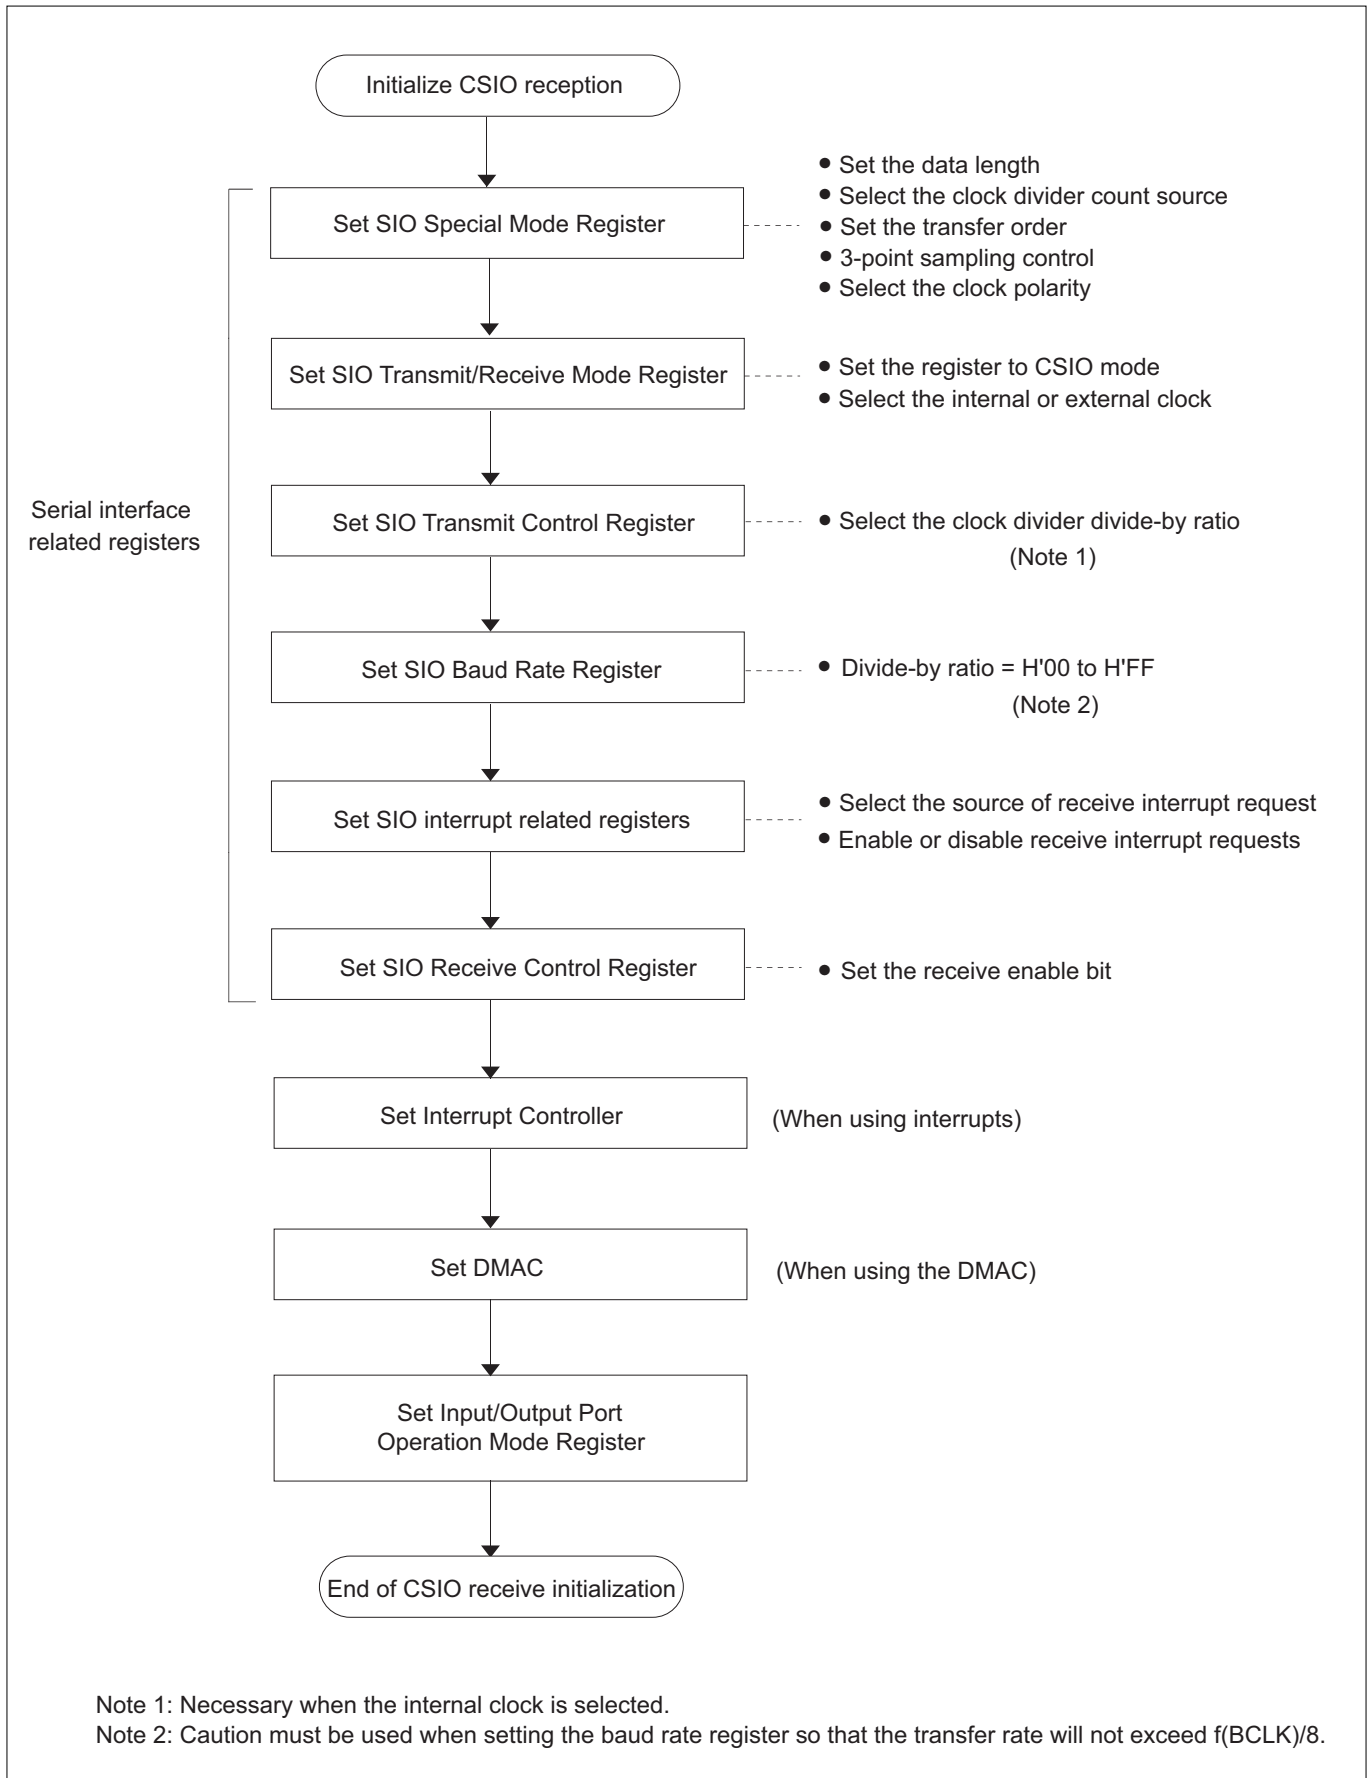 Initialize CSIO reception
● Set the data length
● Select the clock divider count source
Set SIO Special Mode Register
● Set the transfer order
● 3-point sampling control
● Select the clock polarity
Set SIO Transmit/Receive Mode Register
● Set the register to CSIO mode
● Select the internal or external clock
Serial interface
related registers
Set SIO Transmit Control Register
● Select the clock divider divide-by ratio
(Note 1)
Set SIO Baud Rate Register
● Divide-by ratio = H'00 to H'FF
(Note 2)
Set SIO interrupt related registers
● Select the source of receive interrupt request
● Enable or disable receive interrupt requests
Set SIO Receive Control Register
● Set the receive enable bit
Set Interrupt Controller
(When using interrupts)
Set DMAC
(When using the DMAC)
Set Input/Output Port
Operation Mode Register
End of CSIO receive initialization
Note 1: Necessary when the internal clock is selected.
Note 2: Caution must be used when setting the baud rate register so that the transfer rate will not exceed f(BCLK)/8.